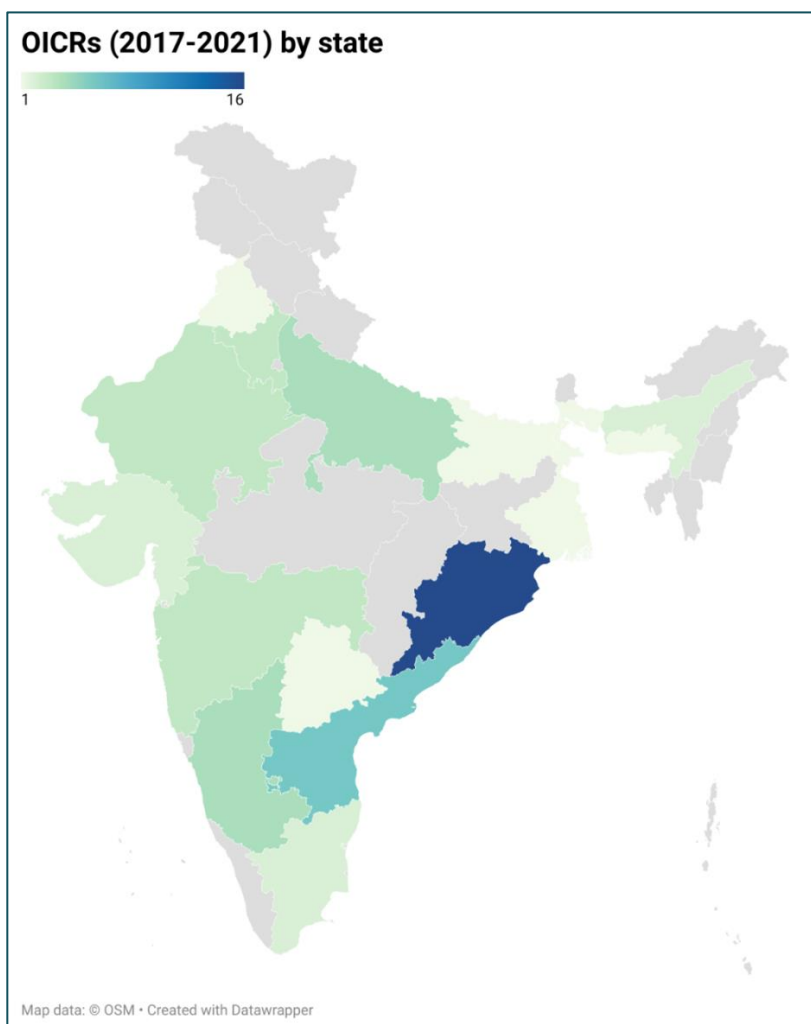 OICRs (2017-2021) by state
1 16
Map data: © OSM • Created with Datawrapper